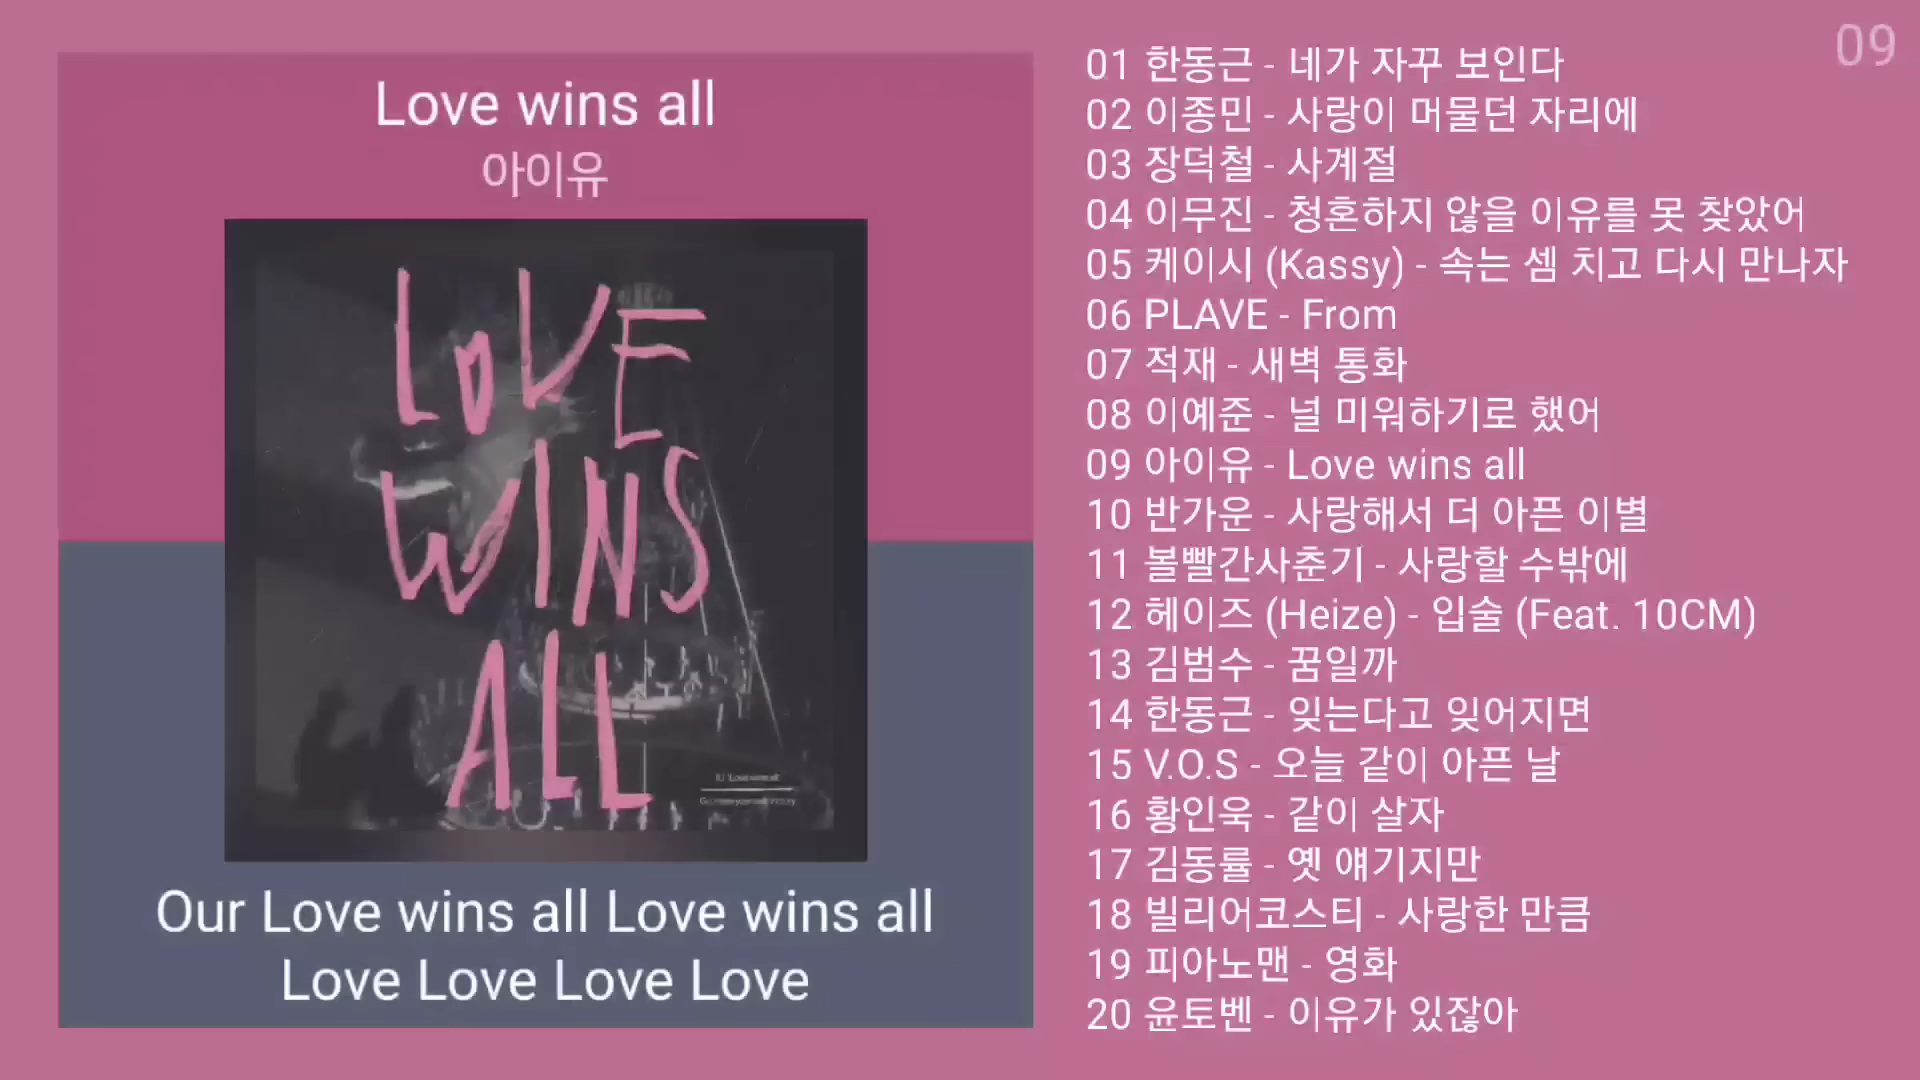 Love wins all
아이유
LOVE
WINS
ALL
IU 'Love wins all'
Our Love wins all Love wins all
Love Love Love Love
09
01 한동근 - 네가 자꾸 보인다
02 이종민 - 사랑이 머물던 자리에
03 장덕철 - 사계절
04 이무진 - 청혼하지 않을 이유를 못 찾았어
05 케이시 (Kassy) - 속는 셈 치고 다시 만나자
06 PLAVE - From
07 적재 - 새벽 통화
08 이예준 - 널 미워하기로 했어
09 아이유 - Love wins all
10 반가운 - 사랑해서 더 아픈 이별
11 볼빨간사춘기 - 사랑할 수밖에
12 헤이즈 (Heize) - 입술 (Feat. 10CM)
13 김범수 - 꿈일까
14 한동근 - 잊는다고 잊어지면
15 V.O.S - 오늘 같이 아픈 날
16 황인욱 - 같이 살자
17 김동률 - 옛 얘기지만
18 빌리어코스티 - 사랑한 만큼
19 피아노맨 - 영화
20 윤토벤 - 이유가 있잖아